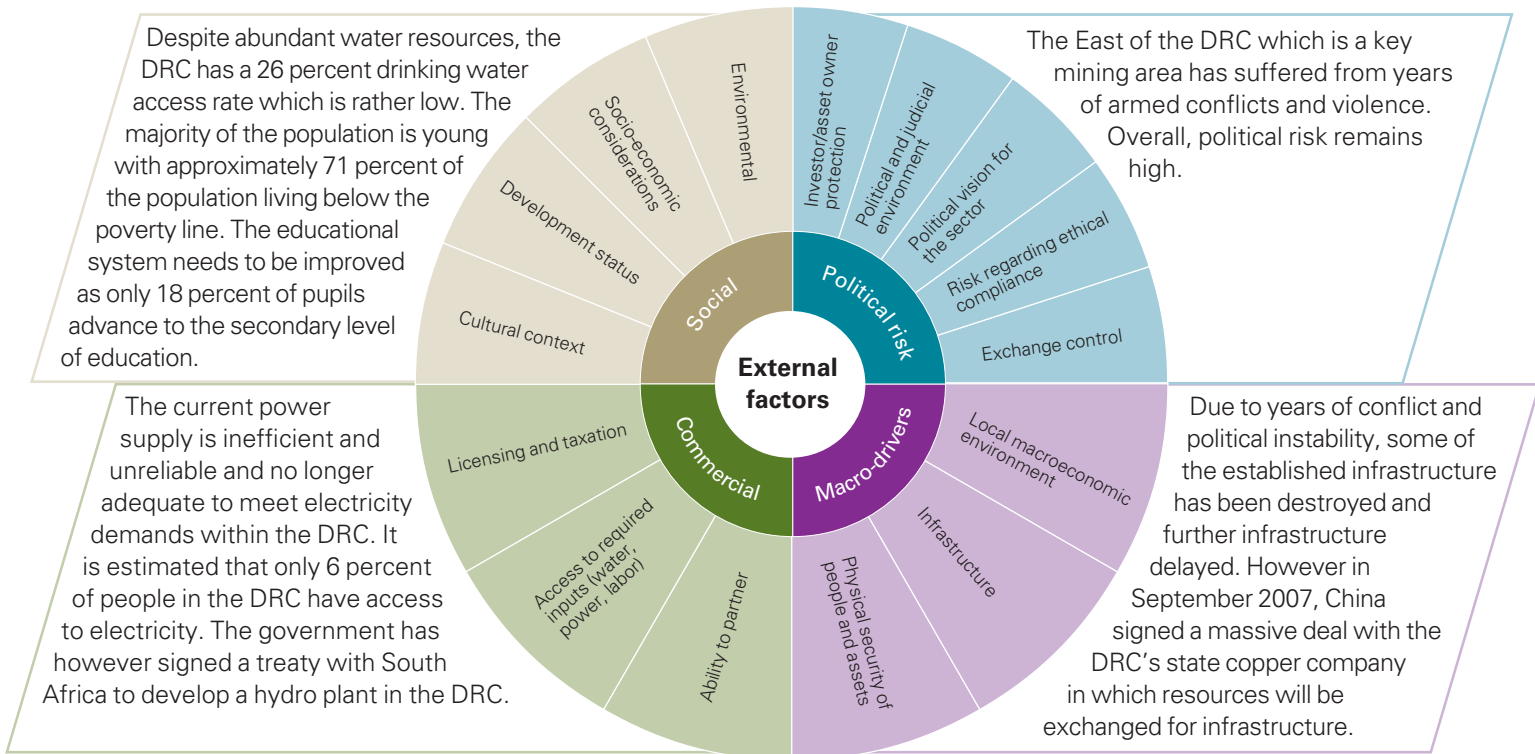 Despite abundant water resources, the
DRC has a 26 percent drinking water
access rate which is rather low. The
majority of the population is young
with approximately 71 percent of
the population living below the
poverty line. The educational
system needs to be improved
as only 18 percent of pupils
advance to the secondary level
of education.
The East of the DRC which is a key
mining area has suffered from years
of armed conflicts and violence.
Overall, political risk remains
high.
Cultural context
Development status
Socio-economic
considerations
Environmental
Investor/asset owner
protection
Political and judicial
environment
Political vision for
the sector
Risk regarding ethical
compliance
Exchange control
Social
Political risk
External
factors
Commercial
Macro-drivers
Licensing and taxation
Access to required
inputs (water,
power, labor)
Ability to partner
Physical security of
people and assets
Infrastructure
Local macroeconomic
environment
The current power
supply is inefficient and
unreliable and no longer
adequate to meet electricity
demands within the DRC. It
is estimated that only 6 percent
of people in the DRC have access
to electricity. The government has
however signed a treaty with South
Africa to develop a hydro plant in the DRC.
Due to years of conflict and
political instability, some of
the established infrastructure
has been destroyed and
further infrastructure
delayed. However in
September 2007, China
signed a massive deal with the
DRC’s state copper company
in which resources will be
exchanged for infrastructure.